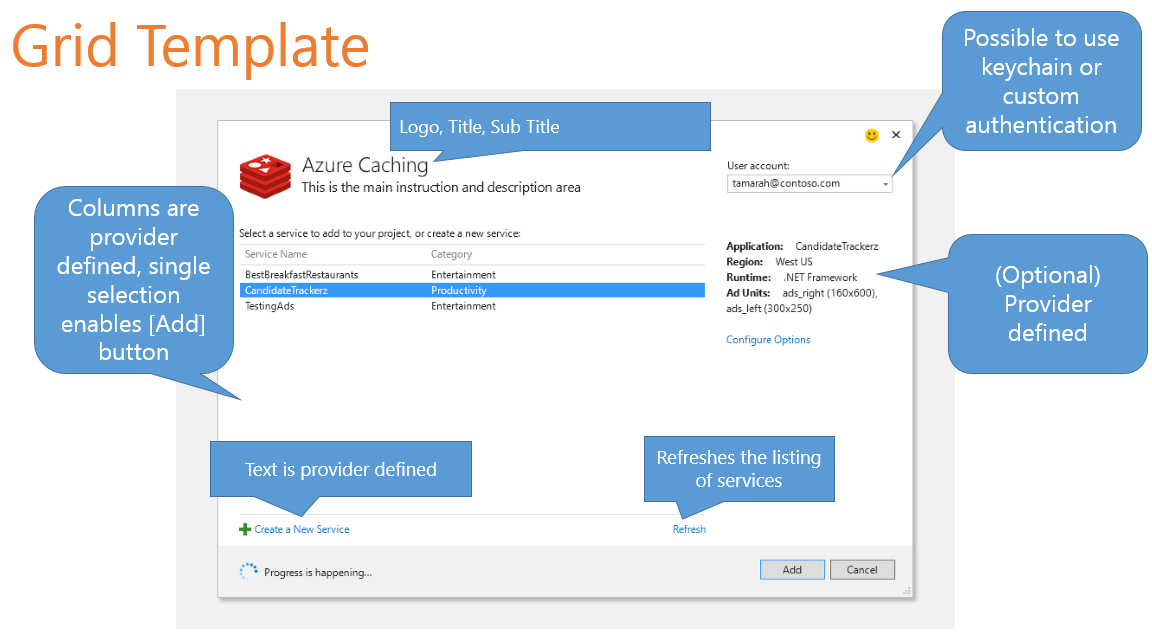 Grid Template
Possible to use
keychain or
custom
authentication
Logo, Title, Sub Title
Azure Caching
This is the main instruction and description area
User account:
tamarah@contoso.com
Columns are
provider
defined, single
selection
enables [Add]
button
Select a service to add to your project, or create a new service:
Service Name Category
BestBreakfastRestaurants Entertainment
CandidateTrackerz Productivity
TestingAds Entertainment
Application: CandidateTrackerz
Region: West US
Runtime: .NET Framework
Ad Units: ads_right (160x600),
ads_left (300x250)
Configure Options
(Optional)
Provider
defined
Text is provider defined
Refreshes the listing
of services
Create a New Service
Refresh
Progress is happening...
Add
Cancel